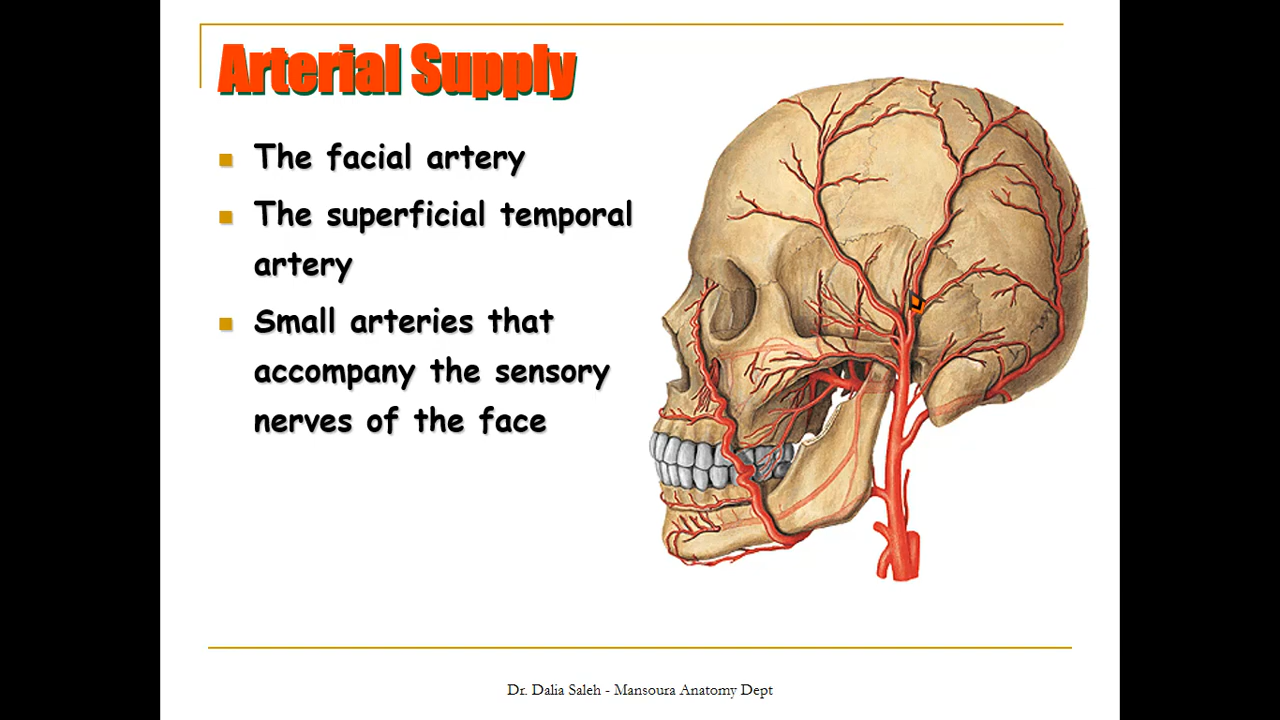 Arterial Supply
The facial artery
The superficial temporal
artery
Small arteries that
accompany the sensory
nerves of the face
Dr. Dalia Saleh - Mansoura Anatomy Dept